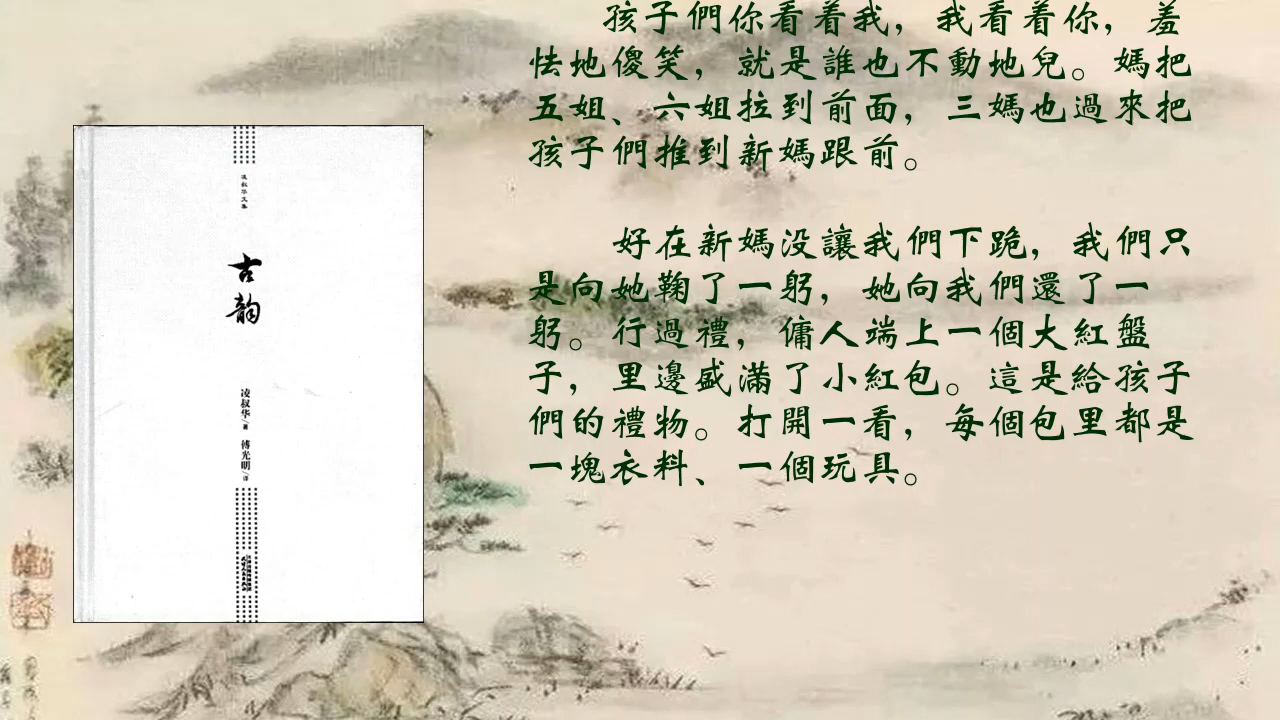 凌叔华文集
古韵
凌叔华/著 傅光明/译
孩子們你看着我，我看着你，羞
怯地傻笑，就是誰也不動地兒。媽把
五姐、六姐拉到前面，三媽也過來把
孩子們推到新媽跟前。
好在新媽没讓我們下跪，我們只
是向她鞠了一躬，她向我們還了一
躬。行過禮，傭人端上一個大紅盤
子，里邊盛滿了小紅包。這是給孩子
們的禮物。打開一看，每個包里都是
一塊衣料、一個玩具。